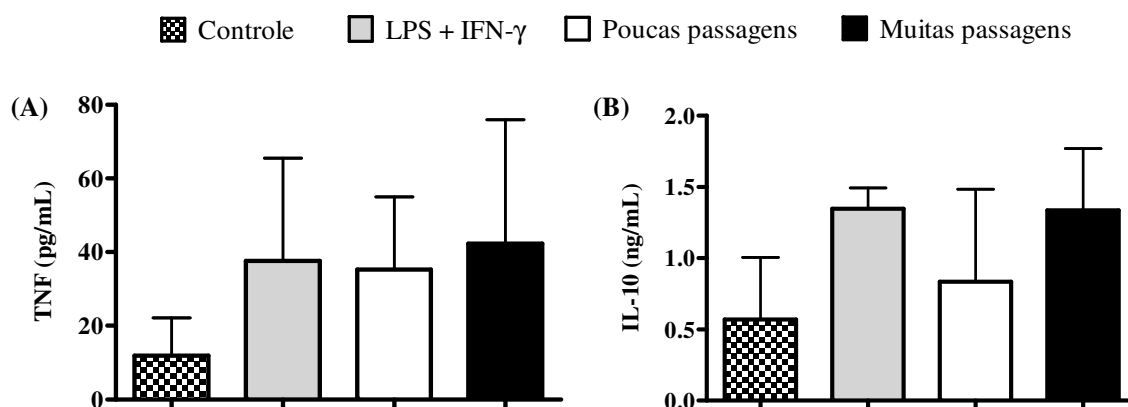 Controle LPS + IFN-γ Poucas passagens Muitas passagens
(A)
TNF (pg/mL)
80
60
40
20
0
(B)
IL-10 (ng/mL)
2.0
1.5
1.0
0.5
0.0